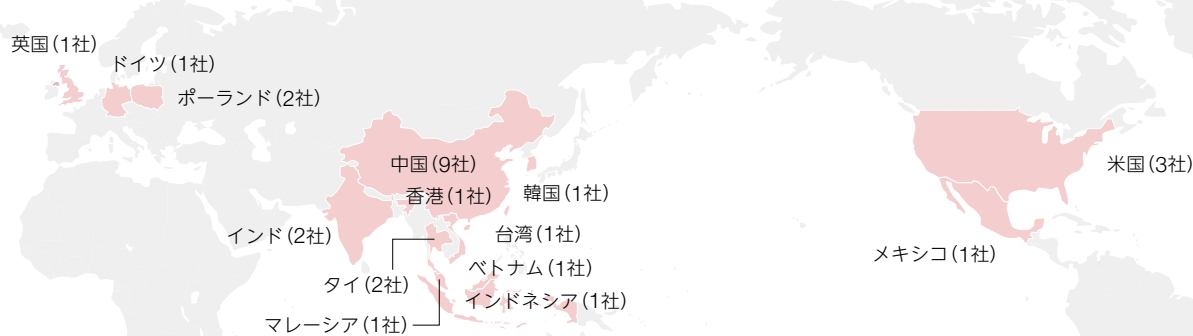 英国（1社）
ドイツ（1社）
ポーランド（2社）
中国（9社）
米国（3社）
香港（1社）
韓国（1社）
インド（2社）
台湾（1社）
メキシコ（1社）
ベトナム（1社）
タイ（2社）
インドネシア（1社）
マレーシア（1社）